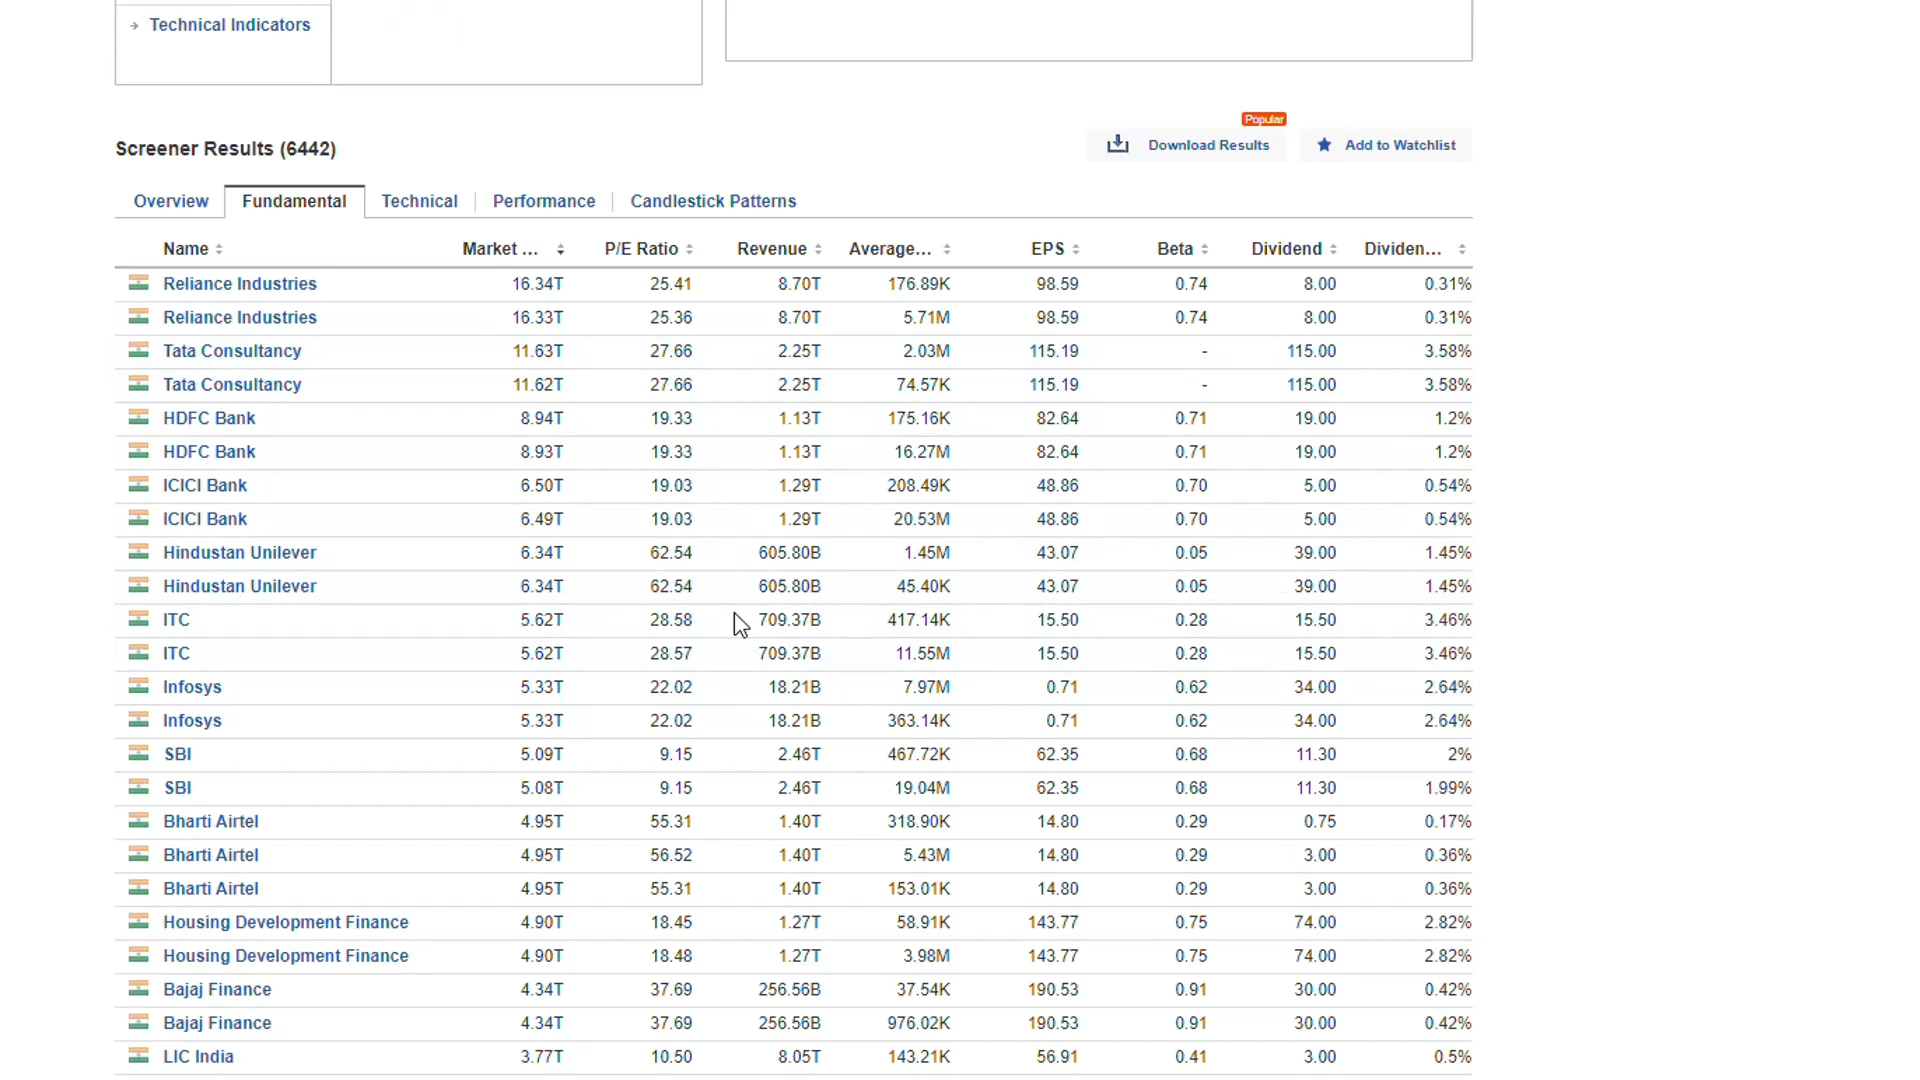 Technical Indicators
Popular
Screener Results (6442)
Download Results
Add to Watchlist
Overview
Fundamental
Technical
Performance
Candlestick Patterns
Name Market ... P/E Ratio Revenue Average... EPS Beta Dividend Dividen...
Reliance Industries 16.34T 25.41 8.70T 176.89K 98.59 0.74 8.00 0.31%
Reliance Industries 16.33T 25.36 8.70T 5.71M 98.59 0.74 8.00 0.31%
Tata Consultancy 11.63T 27.66 2.25T 2.03M 115.19 - 115.00 3.58%
Tata Consultancy 11.62T 27.66 2.25T 74.57K 115.19 - 115.00 3.58%
HDFC Bank 8.94T 19.33 1.13T 175.16K 82.64 0.71 19.00 1.2%
HDFC Bank 8.93T 19.33 1.13T 16.27M 82.64 0.71 19.00 1.2%
ICICI Bank 6.50T 19.03 1.29T 208.49K 48.86 0.70 5.00 0.54%
ICICI Bank 6.49T 19.03 1.29T 20.53M 48.86 0.70 5.00 0.54%
Hindustan Unilever 6.34T 62.54 605.80B 1.45M 43.07 0.05 39.00 1.45%
Hindustan Unilever 6.34T 62.54 605.80B 45.40K 43.07 0.05 39.00 1.45%
ITC 5.62T 28.58 709.37B 417.14K 15.50 0.28 15.50 3.46%
ITC 5.62T 28.57 709.37B 11.55M 15.50 0.28 15.50 3.46%
Infosys 5.33T 22.02 18.21B 7.97M 0.71 0.62 34.00 2.64%
Infosys 5.33T 22.02 18.21B 363.14K 0.71 0.62 34.00 2.64%
SBI 5.09T 9.15 2.46T 467.72K 62.35 0.68 11.30 2%
SBI 5.08T 9.15 2.46T 19.04M 62.35 0.68 11.30 1.99%
Bharti Airtel 4.95T 55.31 1.40T 318.90K 14.80 0.29 0.75 0.17%
Bharti Airtel 4.95T 56.52 1.40T 5.43M 14.80 0.29 3.00 0.36%
Bharti Airtel 4.95T 55.31 1.40T 153.01K 14.80 0.29 3.00 0.36%
Housing Development Finance 4.90T 18.45 1.27T 58.91K 143.77 0.75 74.00 2.82%
Housing Development Finance 4.90T 18.48 1.27T 3.98M 143.77 0.75 74.00 2.82%
Bajaj Finance 4.34T 37.69 256.56B 37.54K 190.53 0.91 30.00 0.42%
Bajaj Finance 4.34T 37.69 256.56B 976.02K 190.53 0.91 30.00 0.42%
LIC India 3.77T 10.50 8.05T 143.21K 56.91 0.41 3.00 0.5%